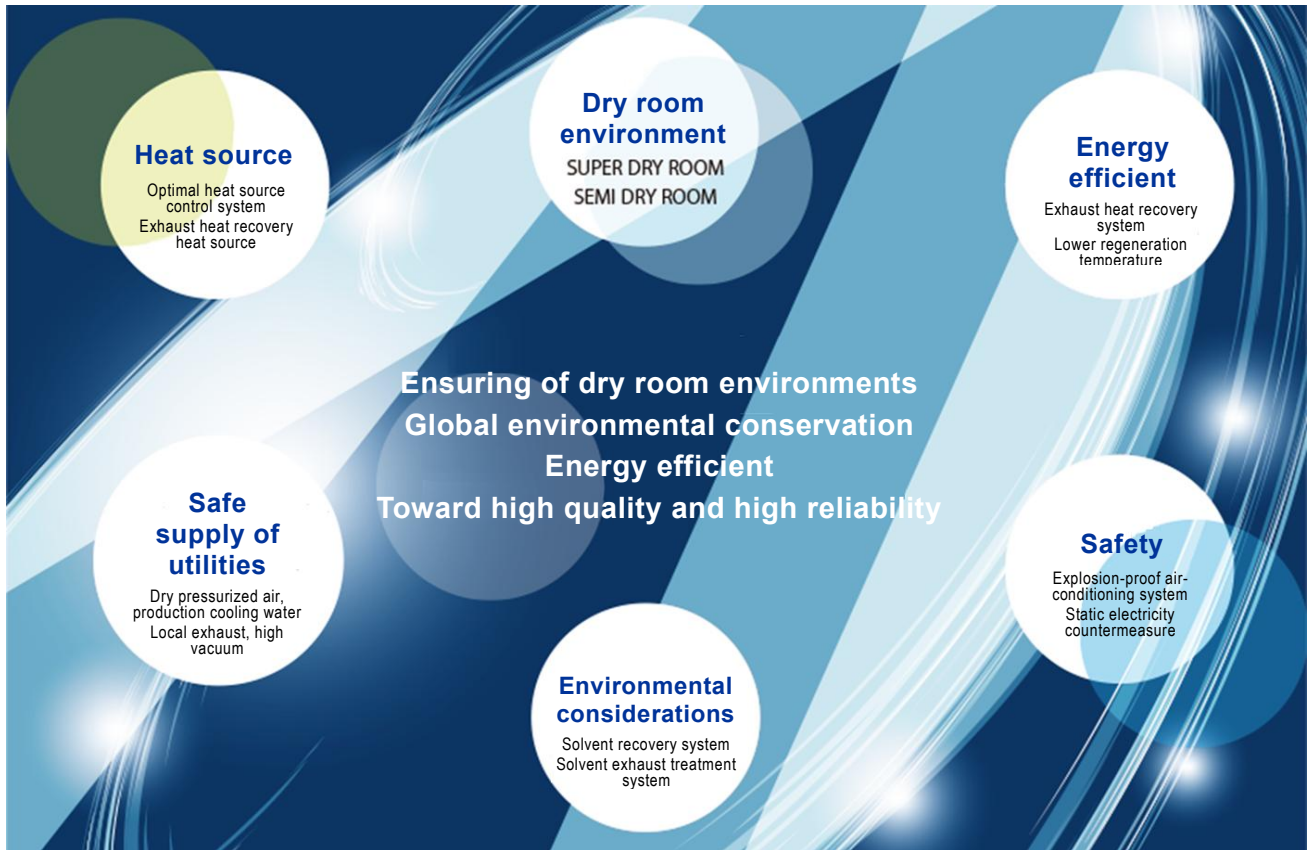 Heat source
Optimal heat source
control system
Exhaust heat recovery
heat source
Dry room
environment
SUPER DRY ROOM
SEMI DRY ROOM
Energy
efficient
Exhaust heat recovery
system
Lower regeneration
temperature
Ensuring of dry room environments
Global environmental conservation
Energy efficient
Toward high quality and high reliability
Safe
supply of
utilities
Dry pressurized air,
production cooling water
Local exhaust, high
vacuum
Environmental
considerations
Solvent recovery system
Solvent exhaust treatment
system
Safety
Explosion-proof air-
conditioning system
Static electricity
countermeasure